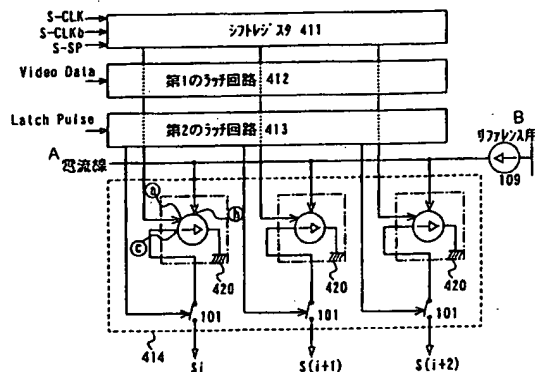 S-CLK
S-CLKb
S-SP
シフトレジスタ 411
Video Data
第1のラッチ回路 412
Latch Pulse
第2のラッチ回路 413
A 電流線
B
リファレンス用
109
a
b
c
420
420
420
101
101
101
414
Si
S(i+1)
S(i+2)